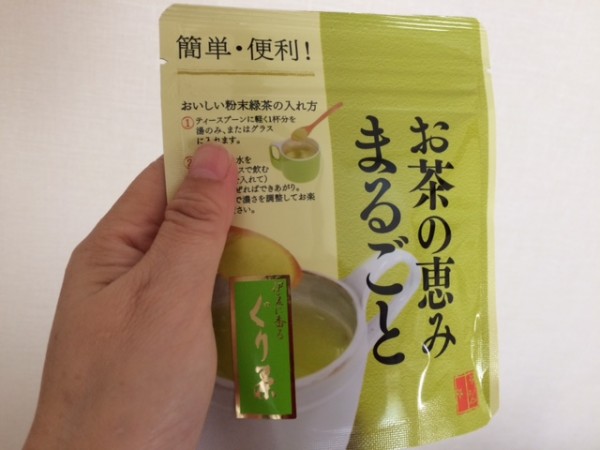 簡単・便利！
おいしい粉末緑茶の入れ方
① ティースプーンに軽く1杯分を
湯のみ、またはグラス
に入れます。
水を
スで飲む
入れて）
ぜればできあがり。
で濃さを調整してお楽
さい。
お茶の恵み
まるごと
ぐり茶